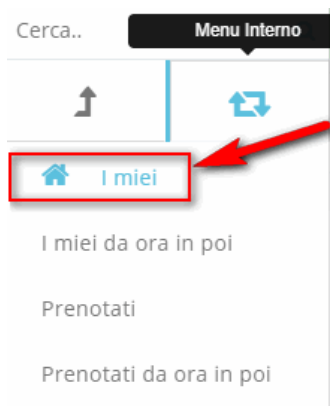 Cerca..
Menu Interno
I miei
I miei da ora in poi
Prenotati
Prenotati da ora in poi